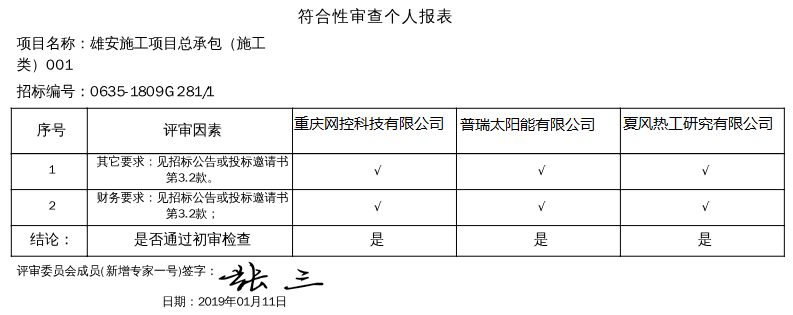 符合性审查个人报表
项目名称：雄安施工项目总承包（施工
类）001
招标编号：0635-1809G281/1
序号 评审因素 重庆网控科技有限公司 普瑞太阳能有限公司 夏风热工研究有限公司
1 其它要求：见招标公告或投标邀请书
第3.2款。 √ √ √
2 财务要求：见招标公告或投标邀请书
第3.2款； √ √ √
结论： 是否通过初审检查 是 是 是
评审委员会成员(新增专家一号)签字：张三
日期：2019年01月11日